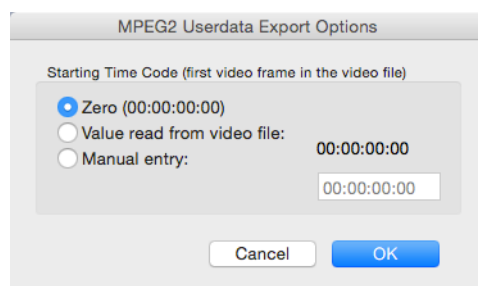 MPEG2 Userdata Export Options
Starting Time Code (first video frame in the video file)
Zero (00:00:00:00)
Value read from video file:
00:00:00:00
Manual entry:
00:00:00:00
Cancel
OK